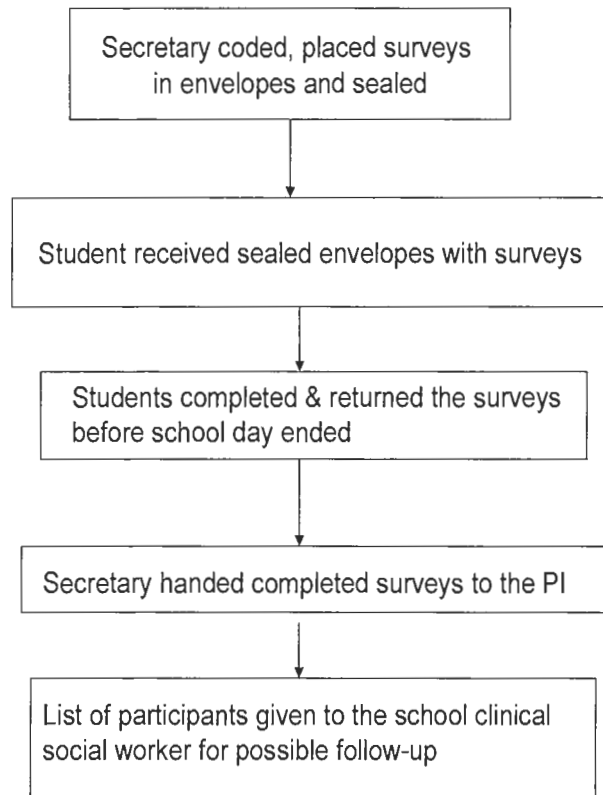 Secretary coded, placed surveys
in envelopes and sealed
Student received sealed envelopes with surveys
Students completed & returned the surveys
before school day ended
Secretary handed completed surveys to the PI
List of participants given to the school clinical
social worker for possible follow-up